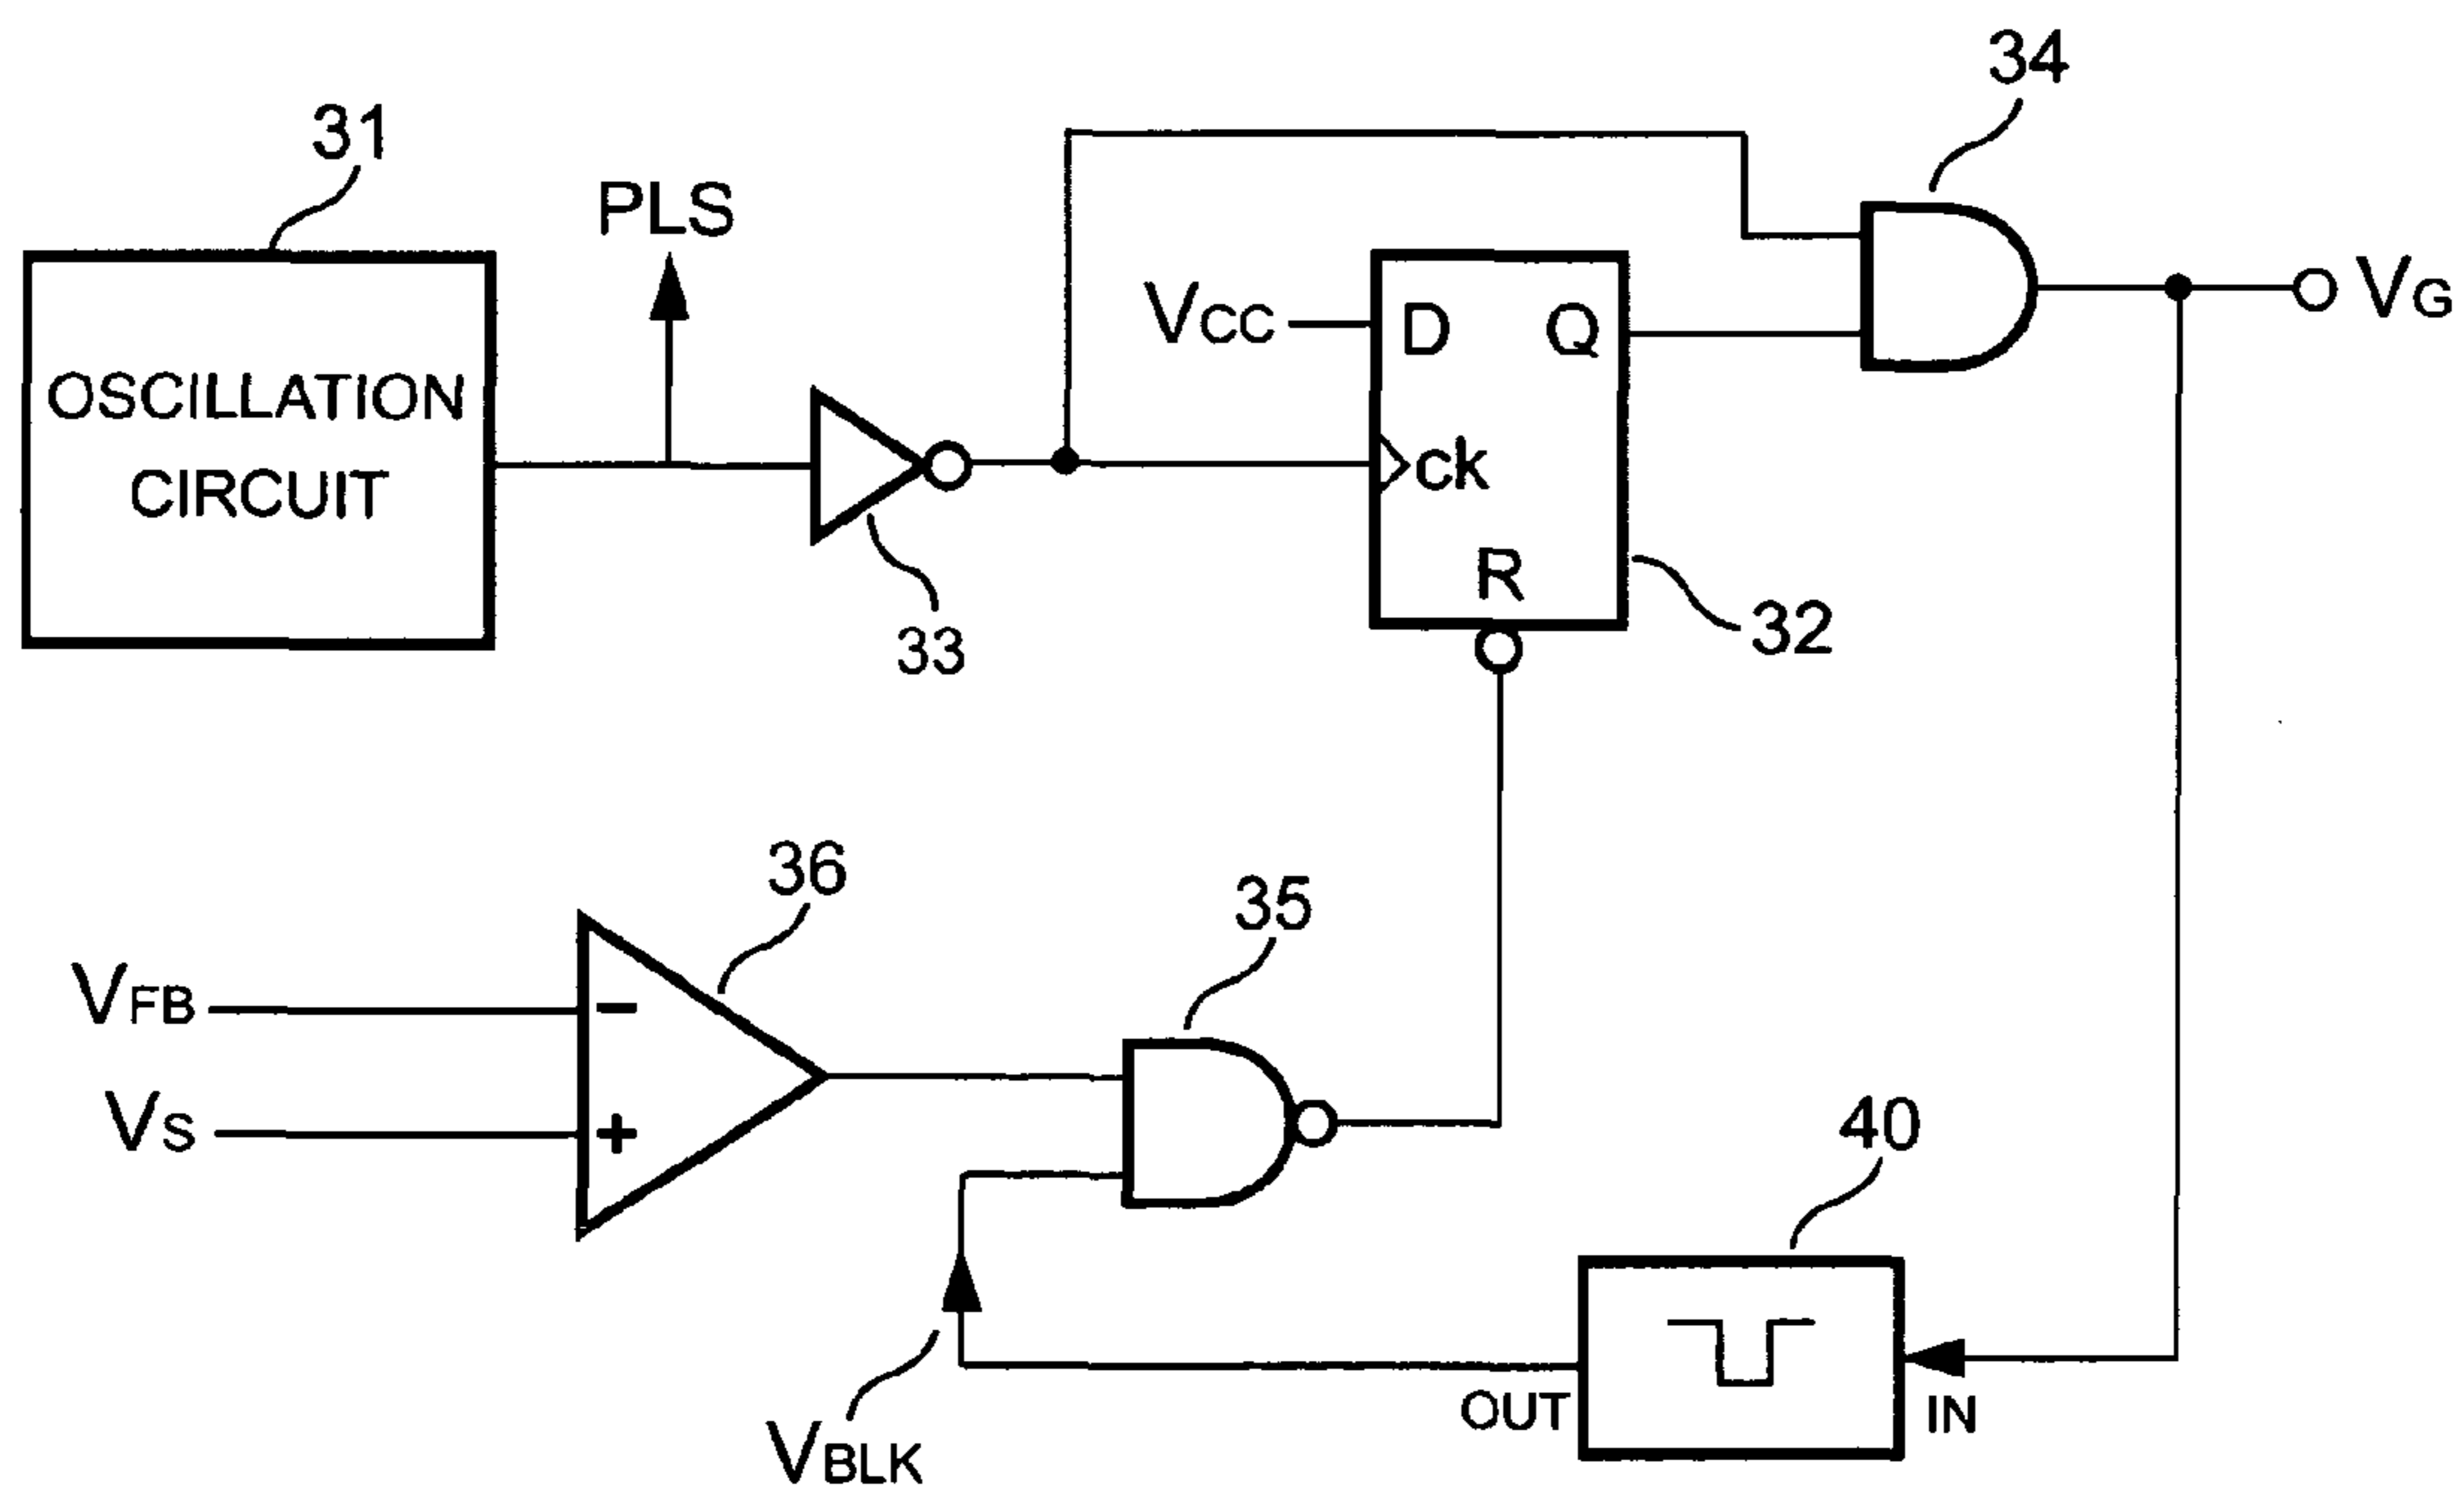 34
31
PLS
VCC
D
Q
VG
OSCILLATION
CIRCUIT
ck
R
33
32
36
35
VFB
-
VS
+
40
OUT
IN
VBLK